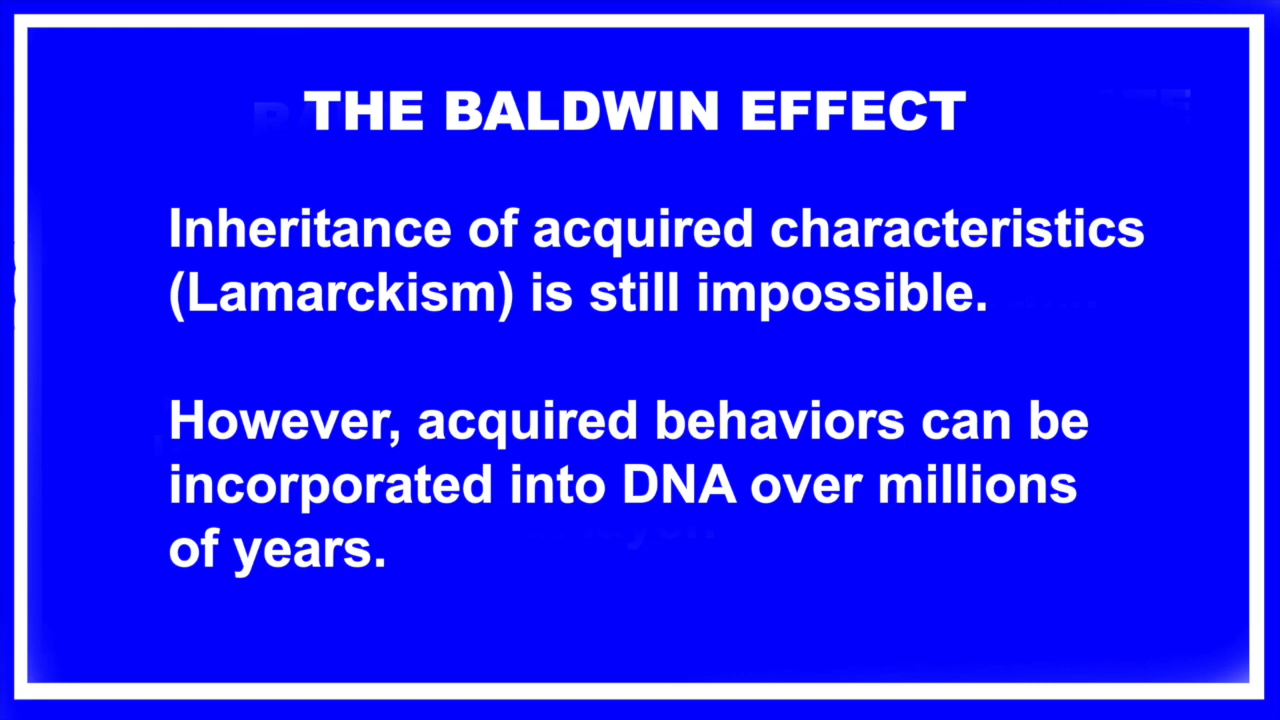 THE BALDWIN EFFECT
Inheritance of acquired characteristics
(Lamarckism) is still impossible.
However, acquired behaviors can be
incorporated into DNA over millions
of years.